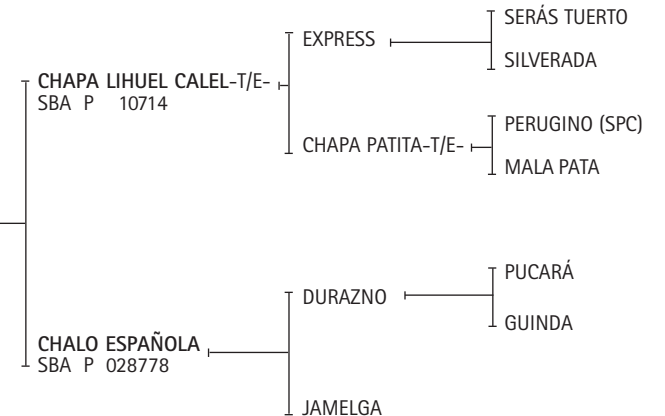 SERÁS TUERTO
EXPRESS
SILVERADA
CHAPA LIHUEL CALEL-T/E-
SBA P 10714
PERUGINO (SPC)
CHAPA PATITA-T/E-
MALA PATA
PUCARÁ
DURAZNO
GUINDA
CHALO ESPAÑOLA
SBA P 028778
JAMELGA